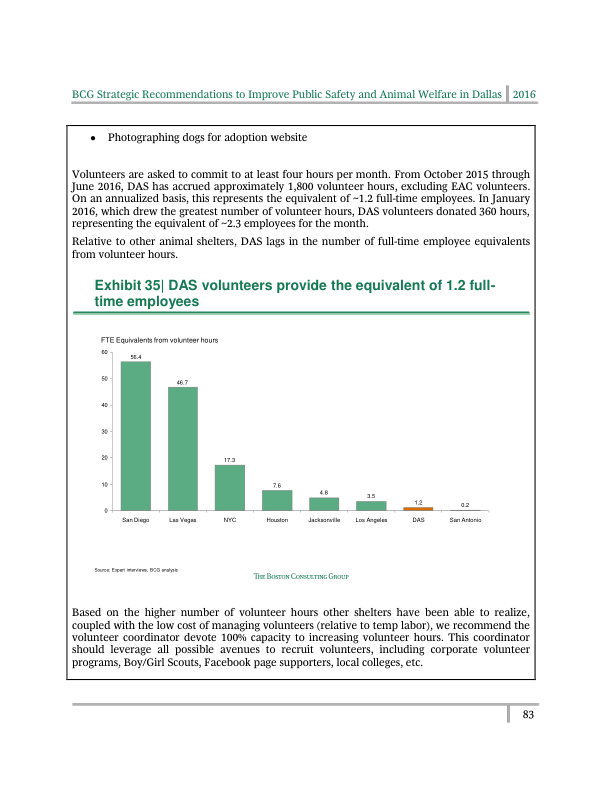 BCG Strategic Recommendations to Improve Public Safety and Animal Welfare in Dallas 2016
• Photographing dogs for adoption website
Volunteers are asked to commit to at least four hours per month. From October 2015 through
June 2016, DAS has accrued approximately 1,800 volunteer hours, excluding EAC volunteers.
On an annualized basis, this represents the equivalent of ~1.2 full-time employees. In January
2016, which drew the greatest number of volunteer hours, DAS volunteers donated 360 hours,
representing the equivalent of ~2.3 employees for the month.
Relative to other animal shelters, DAS lags in the number of full-time employee equivalents
from volunteer hours.
Exhibit 35| DAS volunteers provide the equivalent of 1.2 full-
time employees
FTE Equivalents from volunteer hours
60
50
40
30
20
10
0
56.4
46.7
17.3
7.6
4.8
3.5
1.2
0.2
San Diego Las Vegas NYC Houston Jacksonville Los Angeles DAS San Antonio
Source: Expert interviews, BCG analysis
The Boston Consulting Group
Based on the higher number of volunteer hours other shelters have been able to realize,
coupled with the low cost of managing volunteers (relative to temp labor), we recommend the
volunteer coordinator devote 100% capacity to increasing volunteer hours. This coordinator
should leverage all possible avenues to recruit volunteers, including corporate volunteer
programs, Boy/Girl Scouts, Facebook page supporters, local colleges, etc.
83